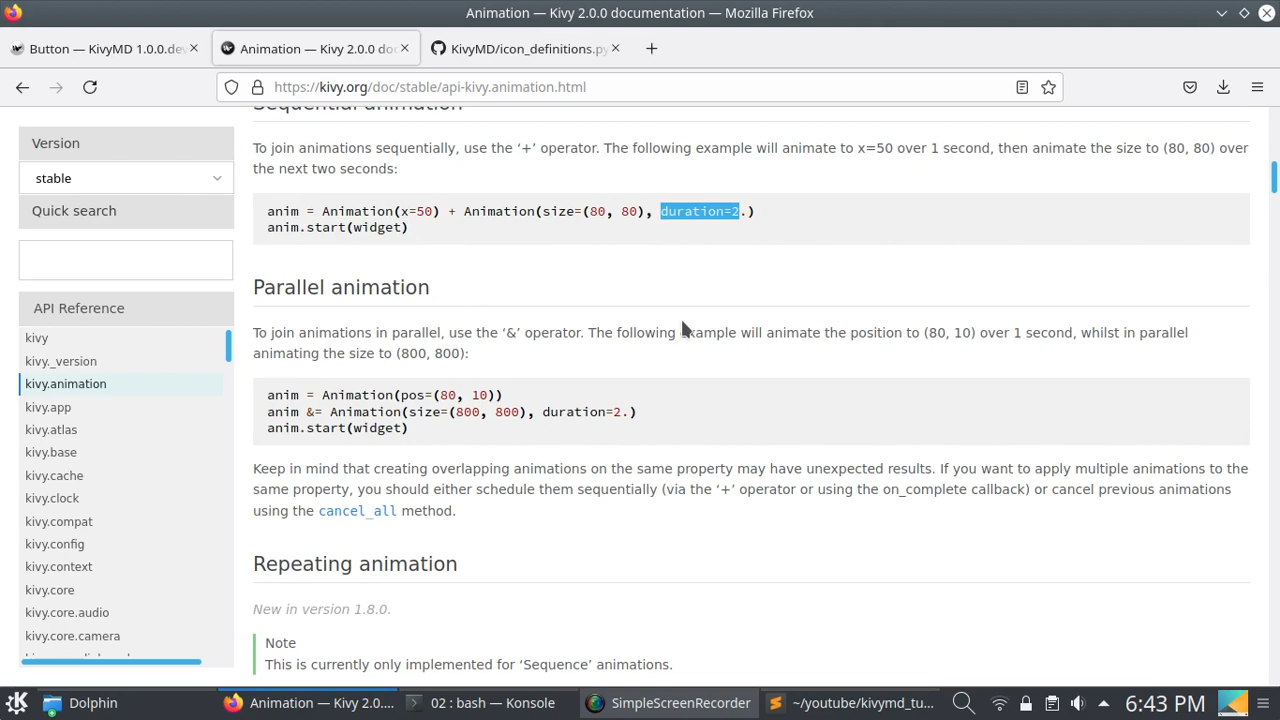 Animation — Kivy 2.0.0 documentation — Mozilla Firefox
Button — KivyMD 1.0.0.dev
Animation — Kivy 2.0.0 do
KivyMD/icon_definitions.py
https://kivy.org/doc/stable/api-kivy.animation.html
Sequential animation
Version
stable
Quick search
API Reference
kivy
kivy._version
kivy.animation
kivy.app
kivy.atlas
kivy.base
kivy.cache
kivy.clock
kivy.compat
kivy.config
kivy.context
kivy.core
kivy.core.audio
kivy.core.camera
To join animations sequentially, use the ‘+’ operator. The following example will animate to x=50 over 1 second, then animate the size to (80, 80) over
the next two seconds:
anim = Animation(x=50) + Animation(size=(80, 80), duration=2.)
anim.start(widget)
Parallel animation
To join animations in parallel, use the ‘&’ operator. The following example will animate the position to (80, 10) over 1 second, whilst in parallel
animating the size to (800, 800):
anim = Animation(pos=(80, 10))
anim &= Animation(size=(800, 800), duration=2.)
anim.start(widget)
Keep in mind that creating overlapping animations on the same property may have unexpected results. If you want to apply multiple animations to the
same property, you should either schedule them sequentially (via the ‘+’ operator or using the on_complete callback) or cancel previous animations
using the cancel_all method.
Repeating animation
New in version 1.8.0.
Note
This is currently only implemented for ‘Sequence’ animations.
Dolphin
Animation — Kivy 2.0.0....
02 : bash — Konsole
SimpleScreenRecorder
~/youtube/kivymd_tu...
6:43 PM